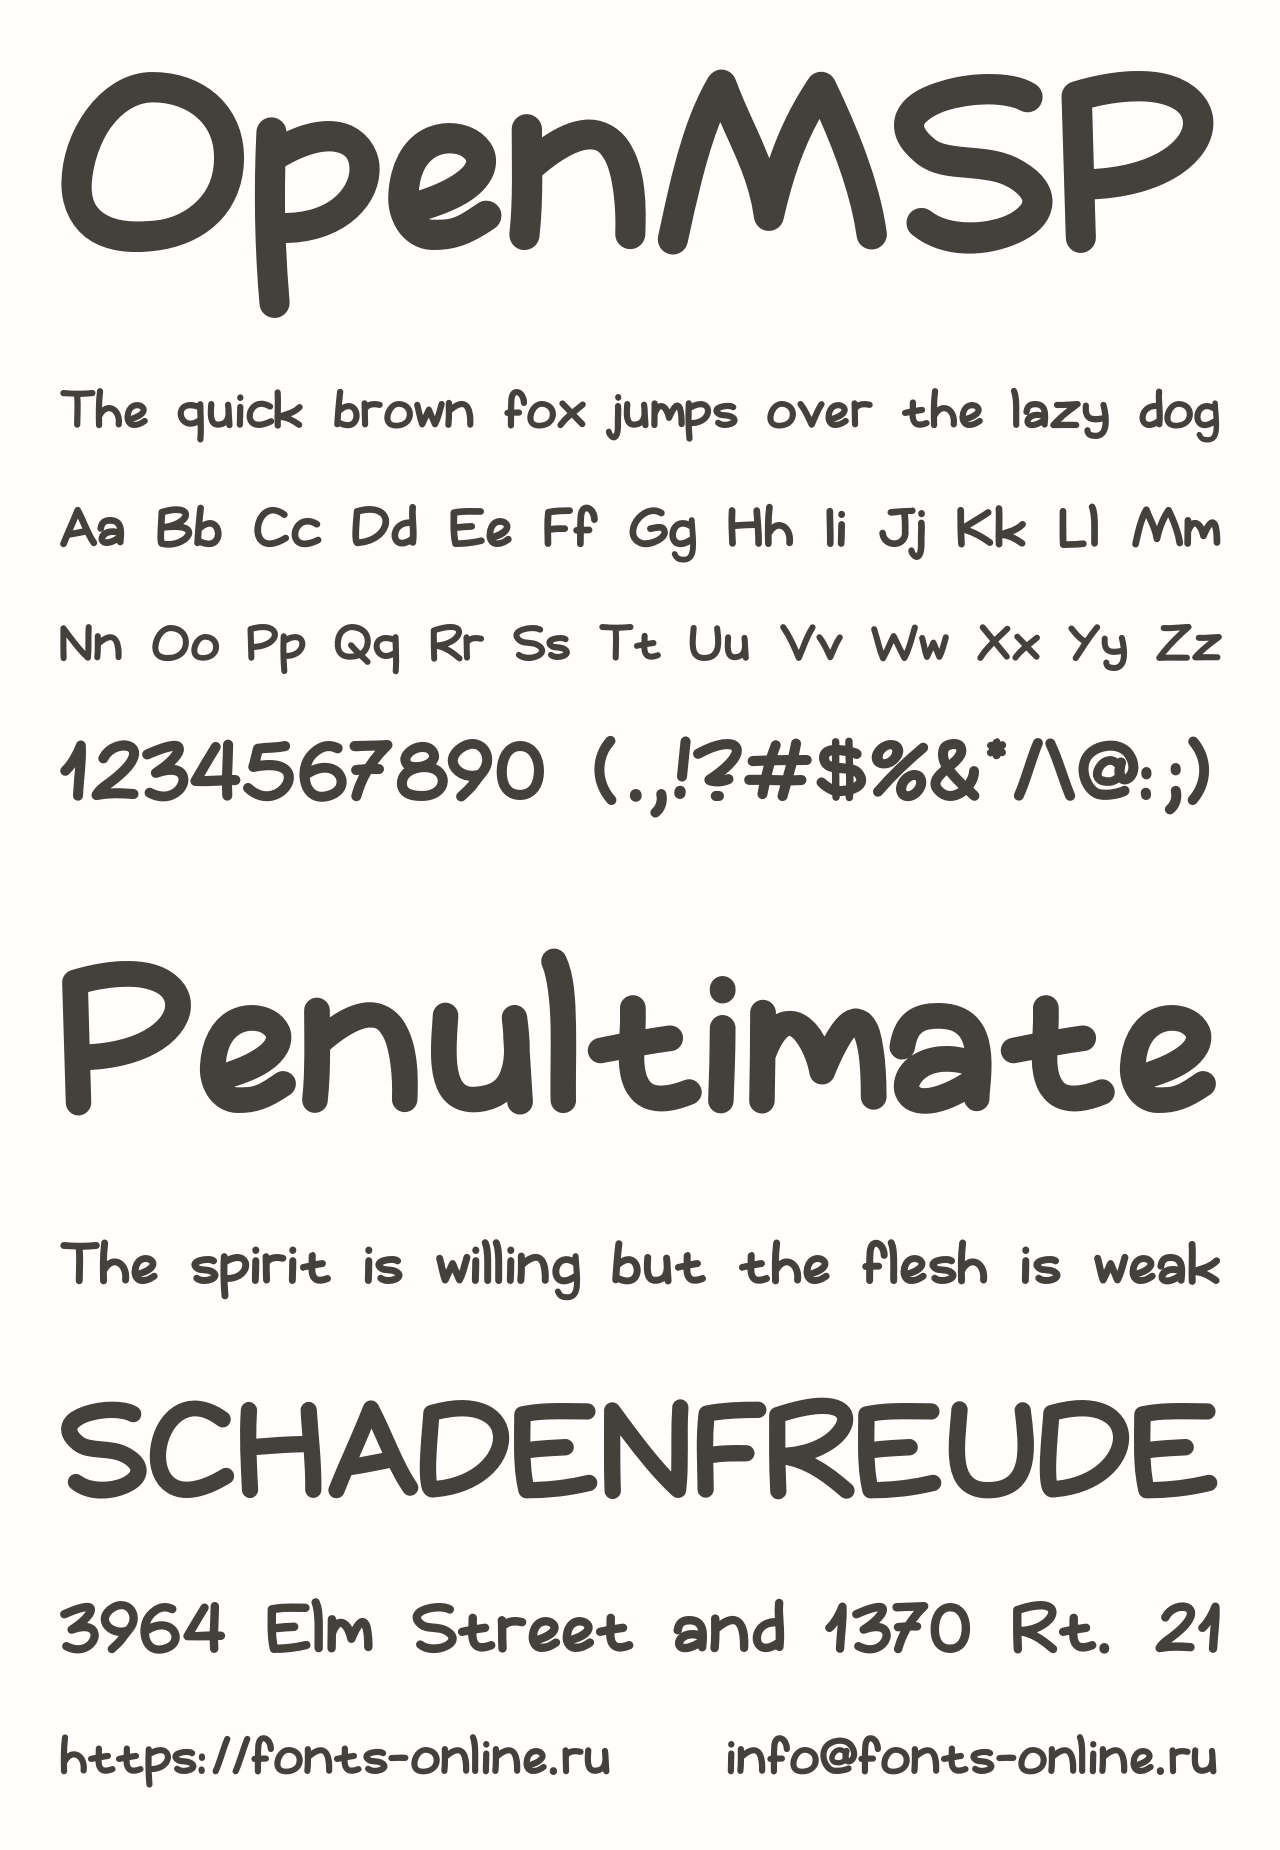 OpenMSP
The quick brown fox jumps over the lazy dog
Aa Bb Cc Dd Ee Ff Gg Hh Ii Jj Kk Ll Mm
Nn Oo Pp Qq Rr Ss Tt Uu Vv Ww Xx Yy Zz
1234567890 (.,!?#$%&*/\@:;)
Penultimate
The spirit is willing but the flesh is weak
SCHADENFREUDE
3964 Elm Street and 1370 Rt. 21
https://fonts-online.ru info@fonts-online.ru